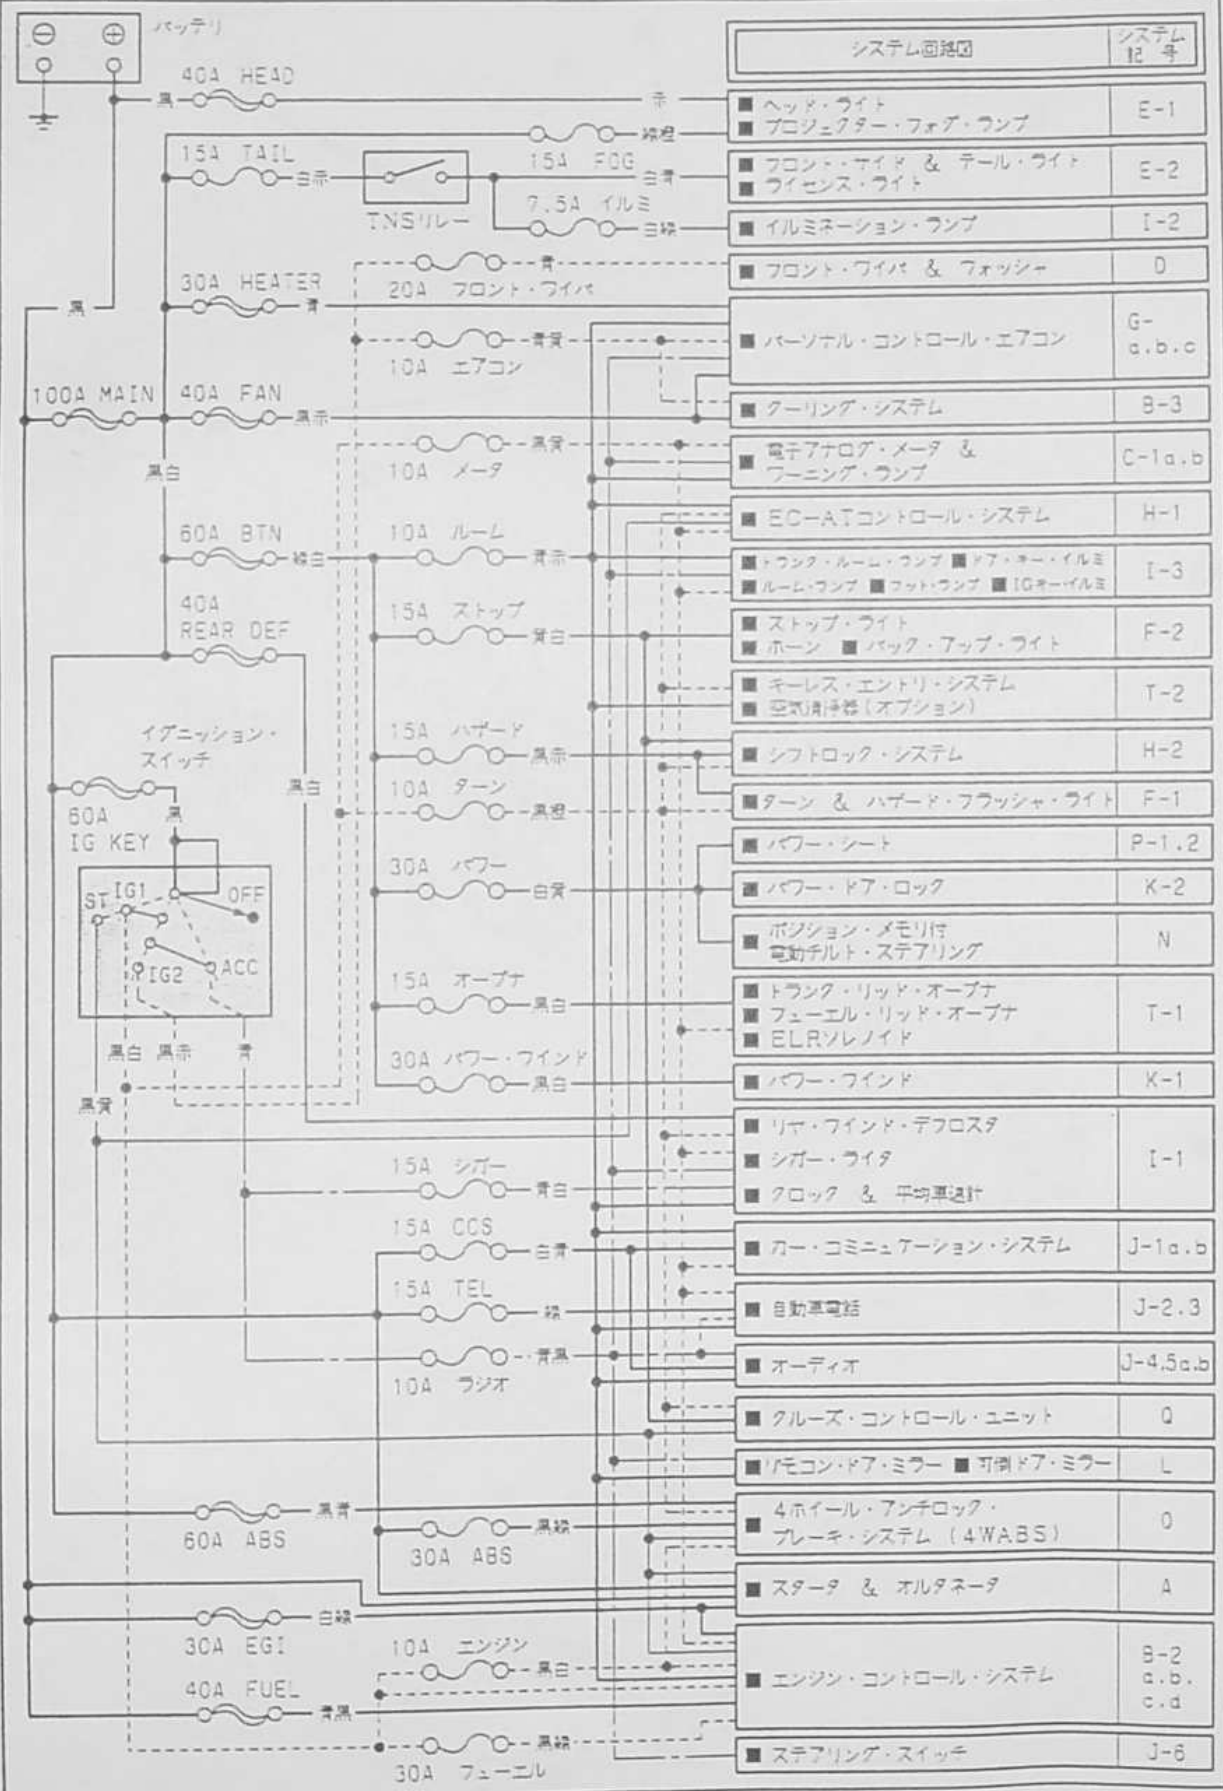 バッテリ
システム回路図
システム
記 号
40A HEAD
黒
赤
ヘッド・ライト
プロジェクター・フォグ・ランプ
E-1
15A TAIL
白赤
TNSリレー
15A FOG
緑橙
白青
フロント・サイド & テール・ライト
ライセンス・ライト
E-2
7.5A イルミ
白緑
イルミネーション・ランプ
I-2
20A フロント・ワイパ
青
フロント・ワイパ & ウォッシャー
D
30A HEATER
青
黒
10A エアコン
青黄
パーソナル・コントロール・エアコン
G-
a.b.c
100A MAIN
40A FAN
黒赤
クーリング・システム
B-3
黒白
10A メータ
黒黄
電子アナログ・メータ &
ワーニング・ランプ
C-1a.b
EC-ATコントロール・システム
H-1
60A BTN
緑白
10A ルーム
青赤
トランク・ルーム・ランプ
ドア・キー・イルミ
ルーム・ランプ
フット・ランプ
IGキー・イルミ
I-3
40A
REAR DEF
15A ストップ
黄白
ストップ・ライト
ホーン
バック・アップ・ライト
F-2
キーレス・エントリ・システム
空気清浄器(オプション)
T-2
イグニッション・
スイッチ
15A ハザード
黒赤
シフトロック・システム
H-2
60A
IG KEY
黒
黒白
10A ターン
黒橙
ターン & ハザード・フラッシャ・ライト
F-1
パワー・シート
P-1.2
30A パワー
白黄
パワー・ドア・ロック
K-2
ST
IG1
OFF
IG2
ACC
ポジション・メモリ付
電動チルト・ステアリング
N
15A オープナ
黒白
トランク・リッド・オープナ
フューエル・リッド・オープナ
ELRソレノイド
T-1
黒白
黒赤
青
黒黄
30A パワー・ウインド
黒白
パワー・ウインド
K-1
リヤ・ウインド・デフロスタ
シガー・ライタ
クロック & 平均車速計
I-1
15A シガー
青白
15A CCS
白青
カー・コミニュケーション・システム
J-1a.b
15A TEL
緑
自動車電話
J-2.3
10A ラジオ
青黒
オーディオ
J-4.5a.b
クルーズ・コントロール・ユニット
Q
リモコン・ドア・ミラー
可倒ドア・ミラー
L
60A ABS
黒青
30A ABS
黒緑
4ホイール・アンチロック・
ブレーキ・システム (4WABS)
O
スタータ & オルタネータ
A
30A EGI
白緑
10A エンジン
黒白
エンジン・コントロール・システム
B-2
a.b.
c.d
40A FUEL
青黒
30A フューエル
黒緑
ステアリング・スイッチ
J-6